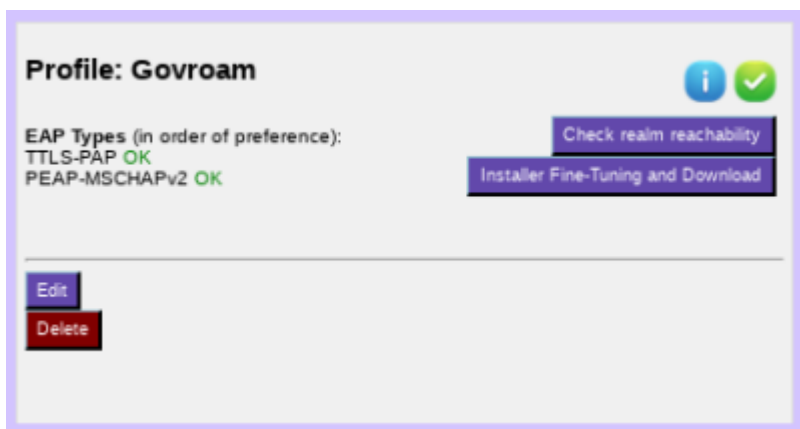 Profile: Govroam
EAP Types (in order of preference):
TTLS-PAP OK
PEAP-MSCHAPv2 OK
Check realm reachability
Installer Fine-Tuning and Download
Edit
Delete